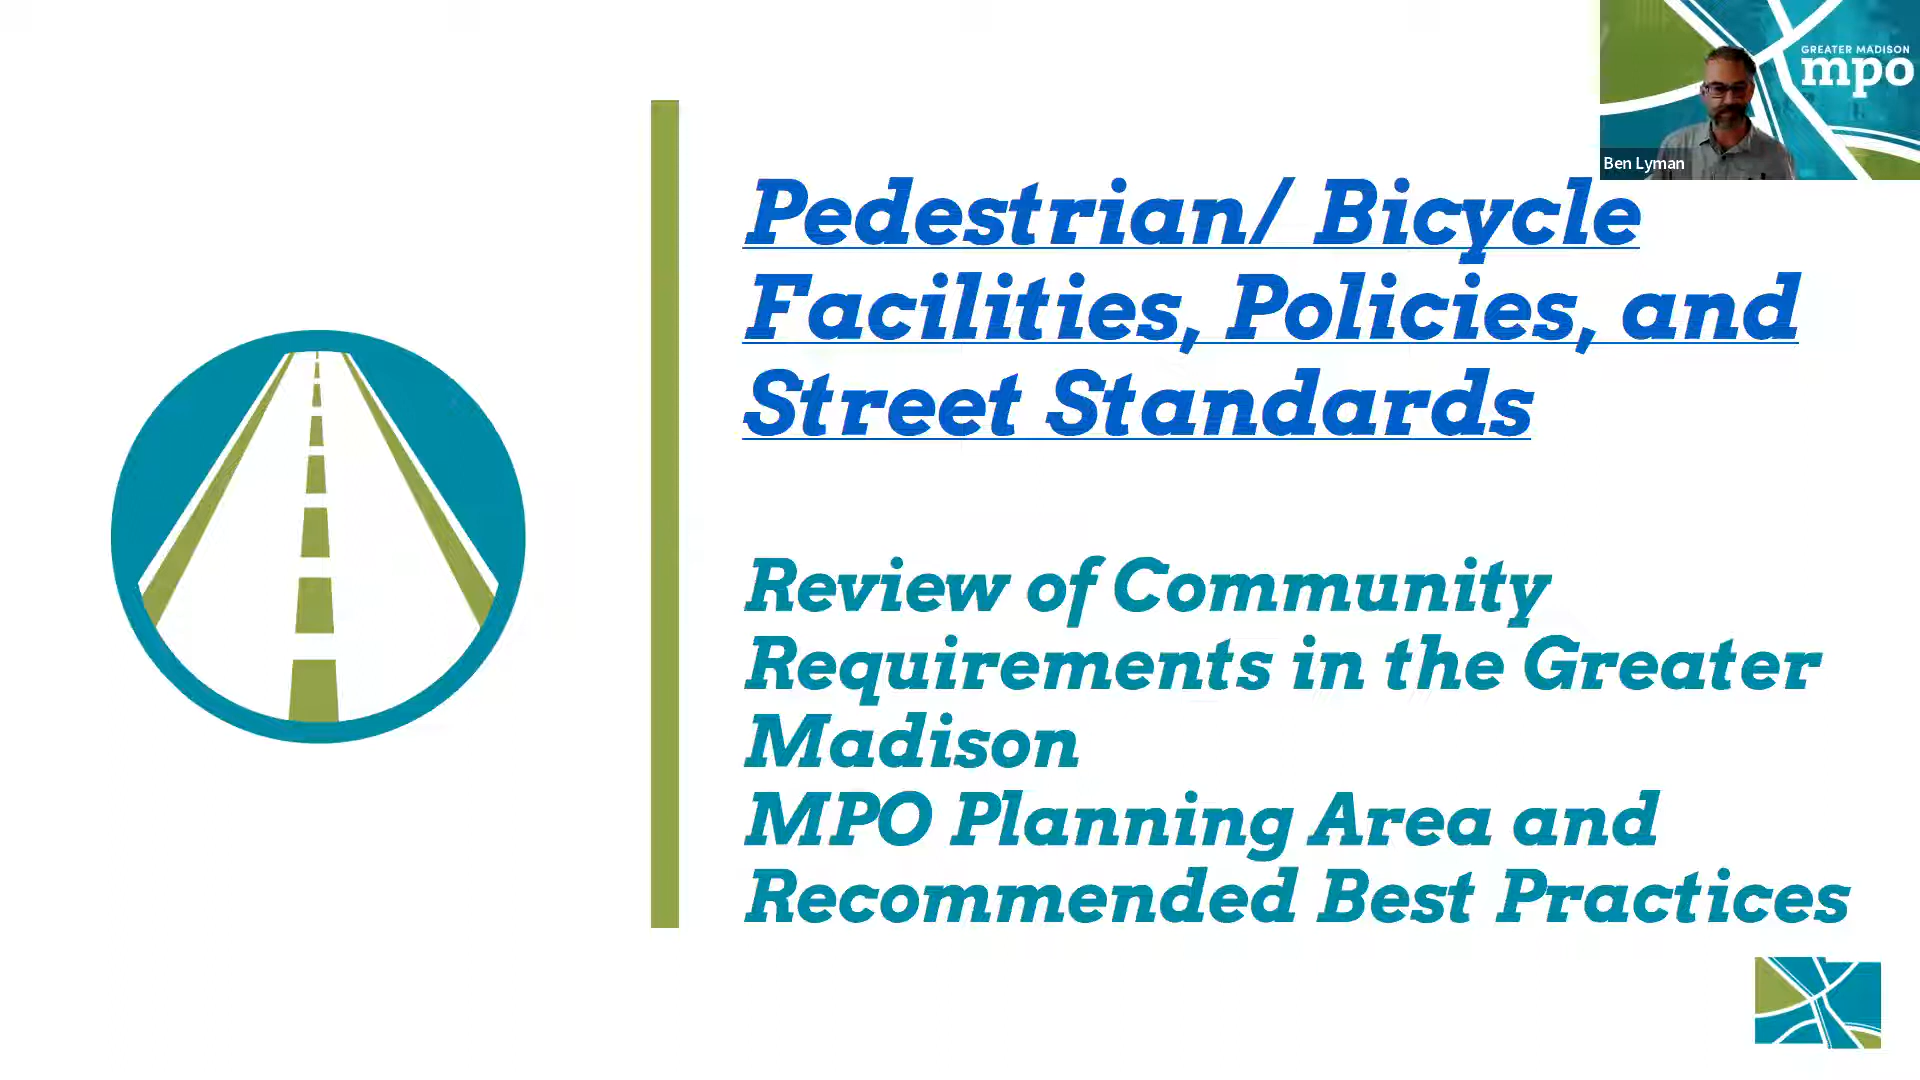 GREATER MADISON
mpo
Ben Lyman
Pedestrian/ Bicycle
Facilities, Policies, and
Street Standards
Review of Community
Requirements in the Greater
Madison
MPO Planning Area and
Recommended Best Practices